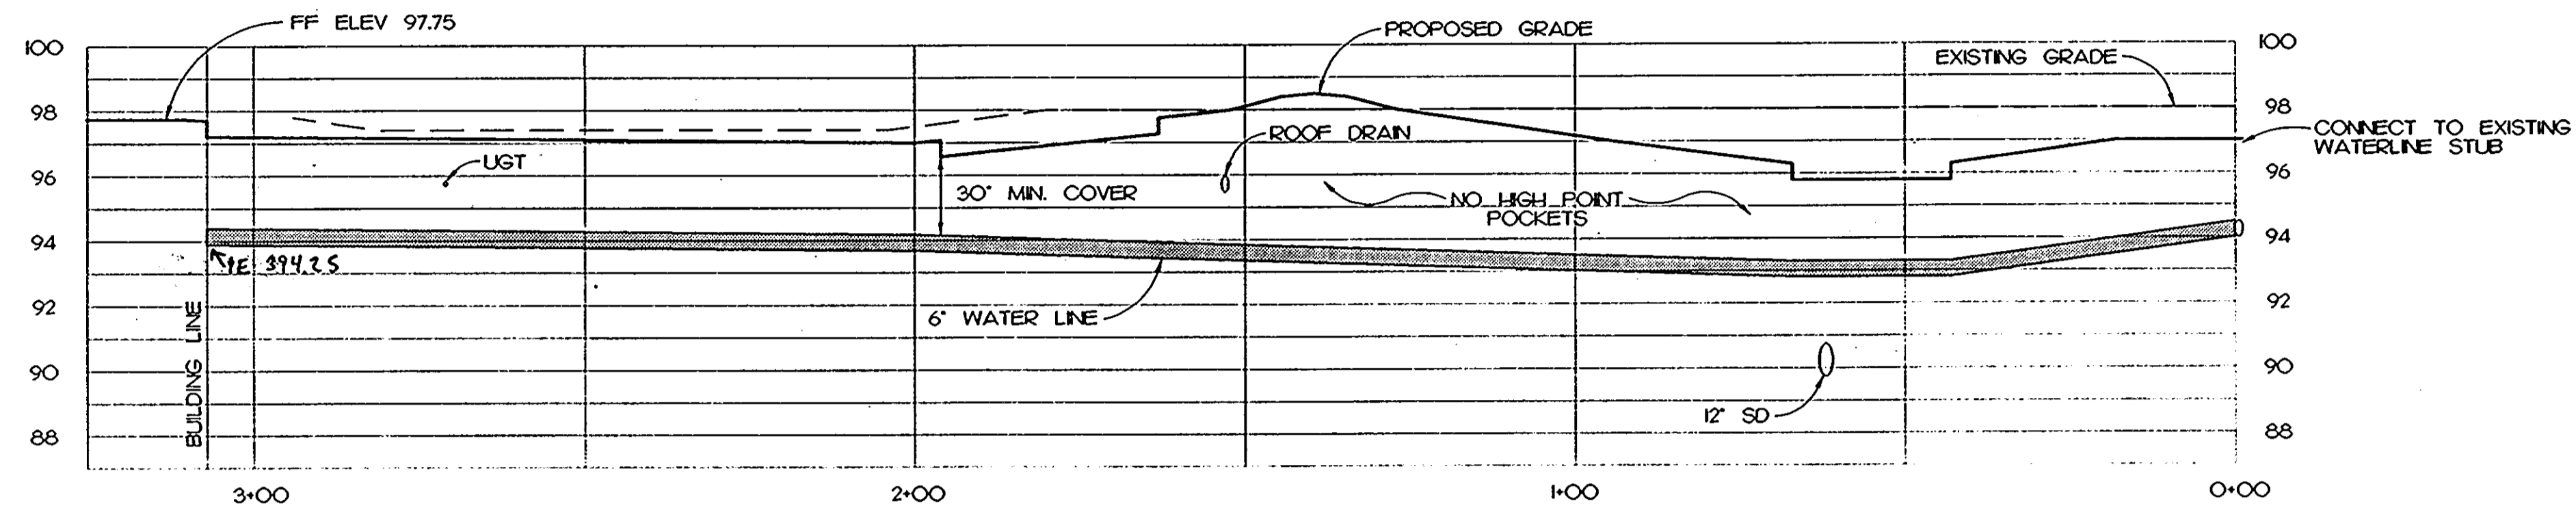 FF ELEV 97.75
PROPOSED GRADE
100
100
EXISTING GRADE
98
98
CONNECT TO EXISTING
WATERLINE STUB
ROOF DRAIN
UGT
96
96
30" MIN. COVER
NO HIGH POINT
POCKETS
94
94
IE 394.25
92
92
6" WATER LINE
BUILDING LINE
90
90
12" SD
88
88
3+00
2+00
1+00
0+00